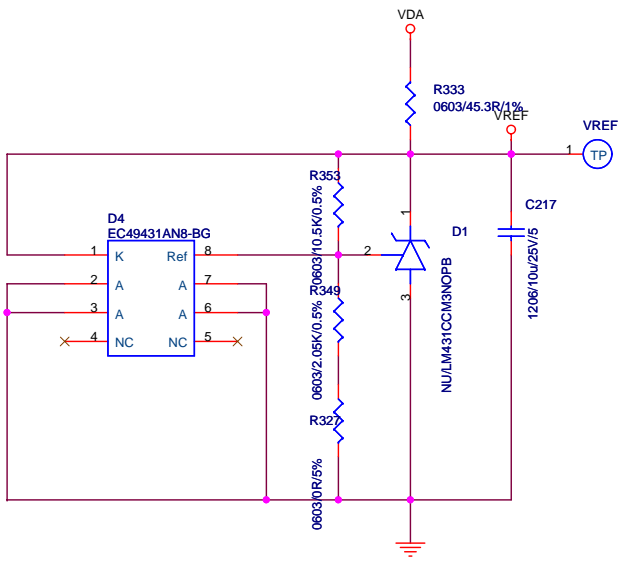 VDA
R333
0603/45.3R/1%
VREF
VREF
1
TP
R353
0603/10.5K/0.5%
C217
1206/10u/25V/5
D4
EC49431AN8-BG
1
D1
2
3
NU/LM431CCM3NOPB
1 K Ref 8
2 A A 7
3 A A 6
4 NC NC 5
R349
0603/2.05K/0.5%
R327
0603/0R/5%